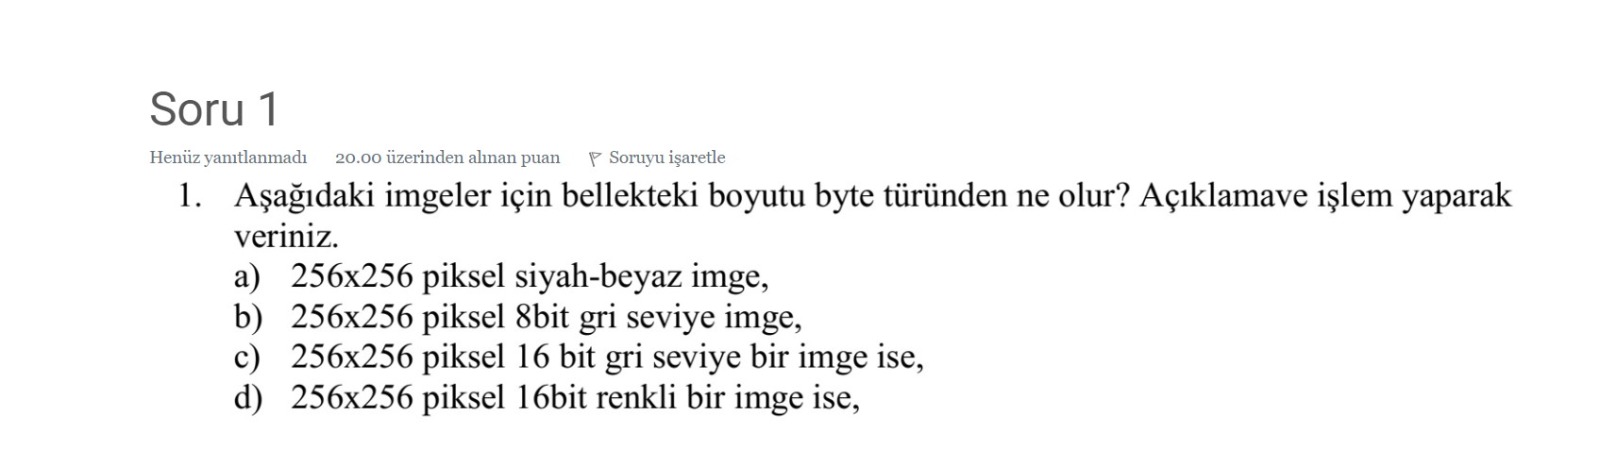 Soru 1
Henüz yanıtlanmadı 20.00 üzerinden alınan puan Soruyu işaretle
1. Aşağıdaki imgeler için bellekteki boyutu byte türünden ne olur? Açıklamave işlem yaparak
veriniz.
a) 256x256 piksel siyah-beyaz imge,
b) 256x256 piksel 8bit gri seviye imge,
c) 256x256 piksel 16 bit gri seviye bir imge ise,
d) 256x256 piksel 16bit renkli bir imge ise,